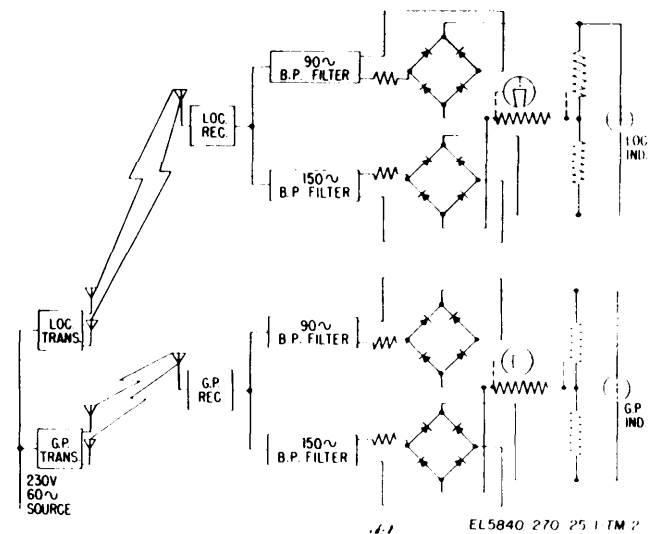 90~
B.P. FILTER
LOC.
REC.
150~
B.P. FILTER
LOC
IND.
LOC
TRANS.
90~
B.P. FILTER
G.P.
REC
G.P.
IND.
G.P.
TRANS.
150~
B.P. FILTER
230V
60~
SOURCE
EL5840 270 25 1 TM 2